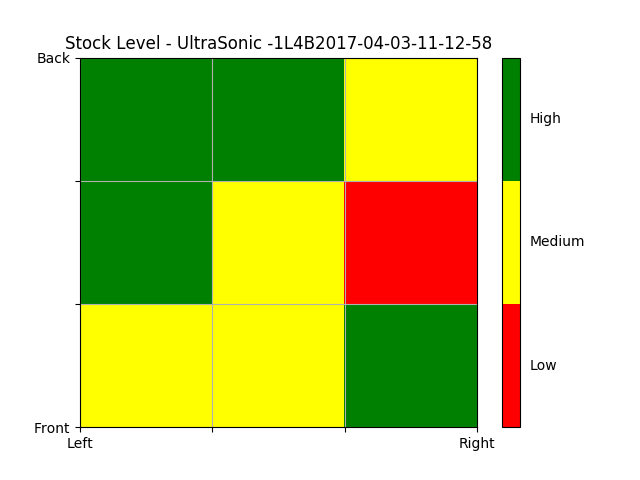 Stock Level - UltraSonic -1L4B2017-04-03-11-12-58
Back
High
Medium
Low
Front
Left
Right